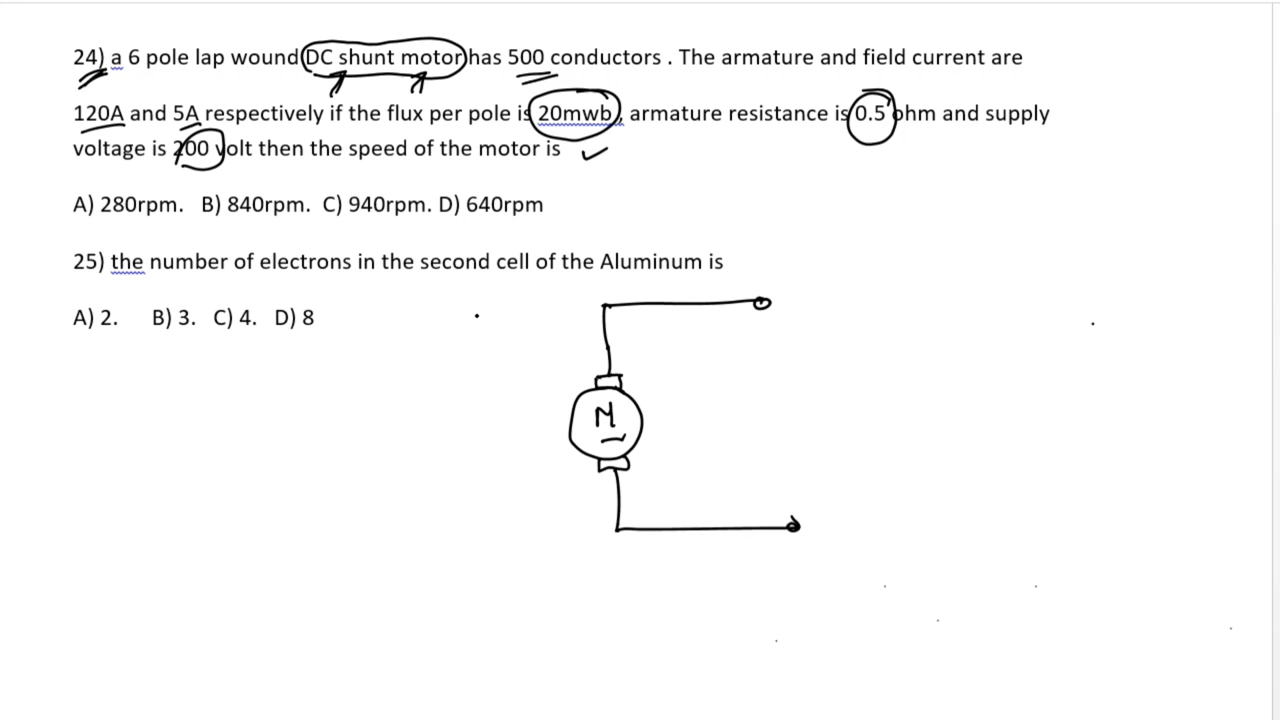 24) a 6 pole lap wound DC shunt motor has 500 conductors . The armature and field current are
120A and 5A respectively if the flux per pole is 20mwb, armature resistance is 0.5 ohm and supply
voltage is 200 volt then the speed of the motor is
A) 280rpm. B) 840rpm. C) 940rpm. D) 640rpm
25) the number of electrons in the second cell of the Aluminum is
A) 2. B) 3. C) 4. D) 8
M